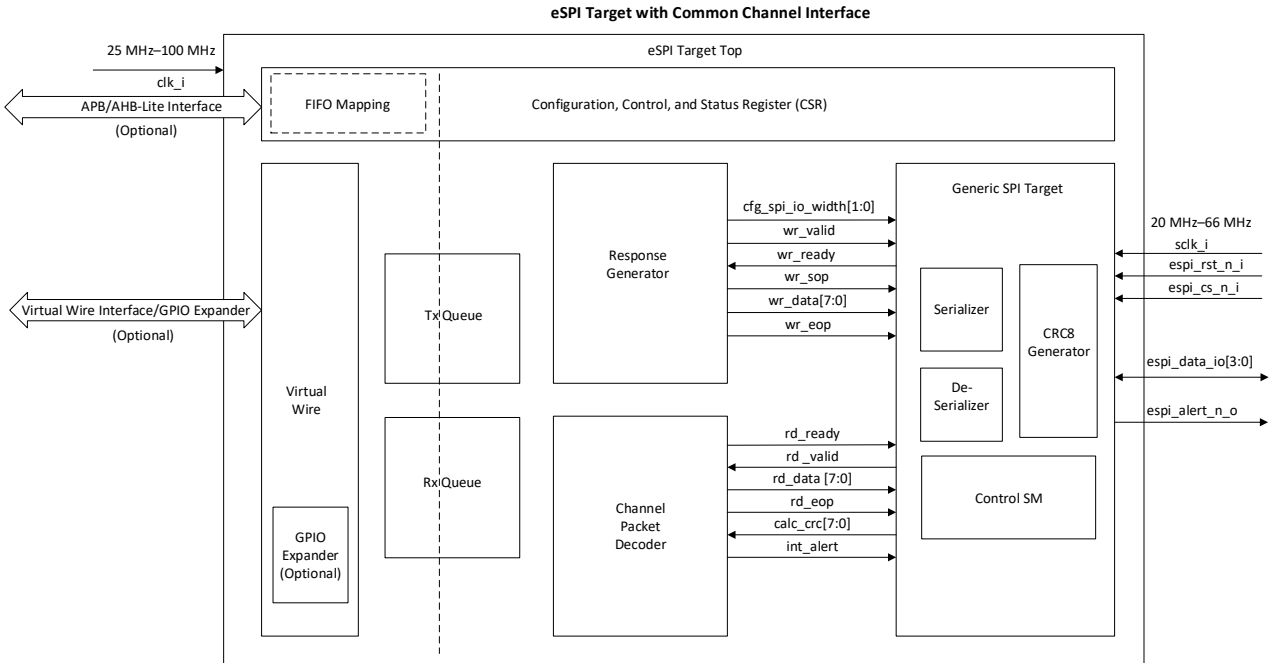 eSPI Target with Common Channel Interface
eSPI Target Top
25 MHz–100 MHz
clk_i
APB/AHB-Lite Interface
(Optional)
FIFO Mapping
Configuration, Control, and Status Register (CSR)
Virtual Wire Interface/GPIO Expander
(Optional)
Virtual
Wire
GPIO
Expander
(Optional)
Tx Queue
Rx Queue
Response
Generator
Channel
Packet
Decoder
cfg_spi_io_width[1:0]
wr_valid
wr_ready
wr_sop
wr_data[7:0]
wr_eop
rd_ready
rd _valid
rd_data [7:0]
rd_eop
calc_crc[7:0]
int_alert
Generic SPI Target
Serializer
De-
Serializer
CRC8
Generator
Control SM
20 MHz–66 MHz
sclk_i
espi_rst_n_i
espi_cs_n_i
espi_data_io[3:0]
espi_alert_n_o